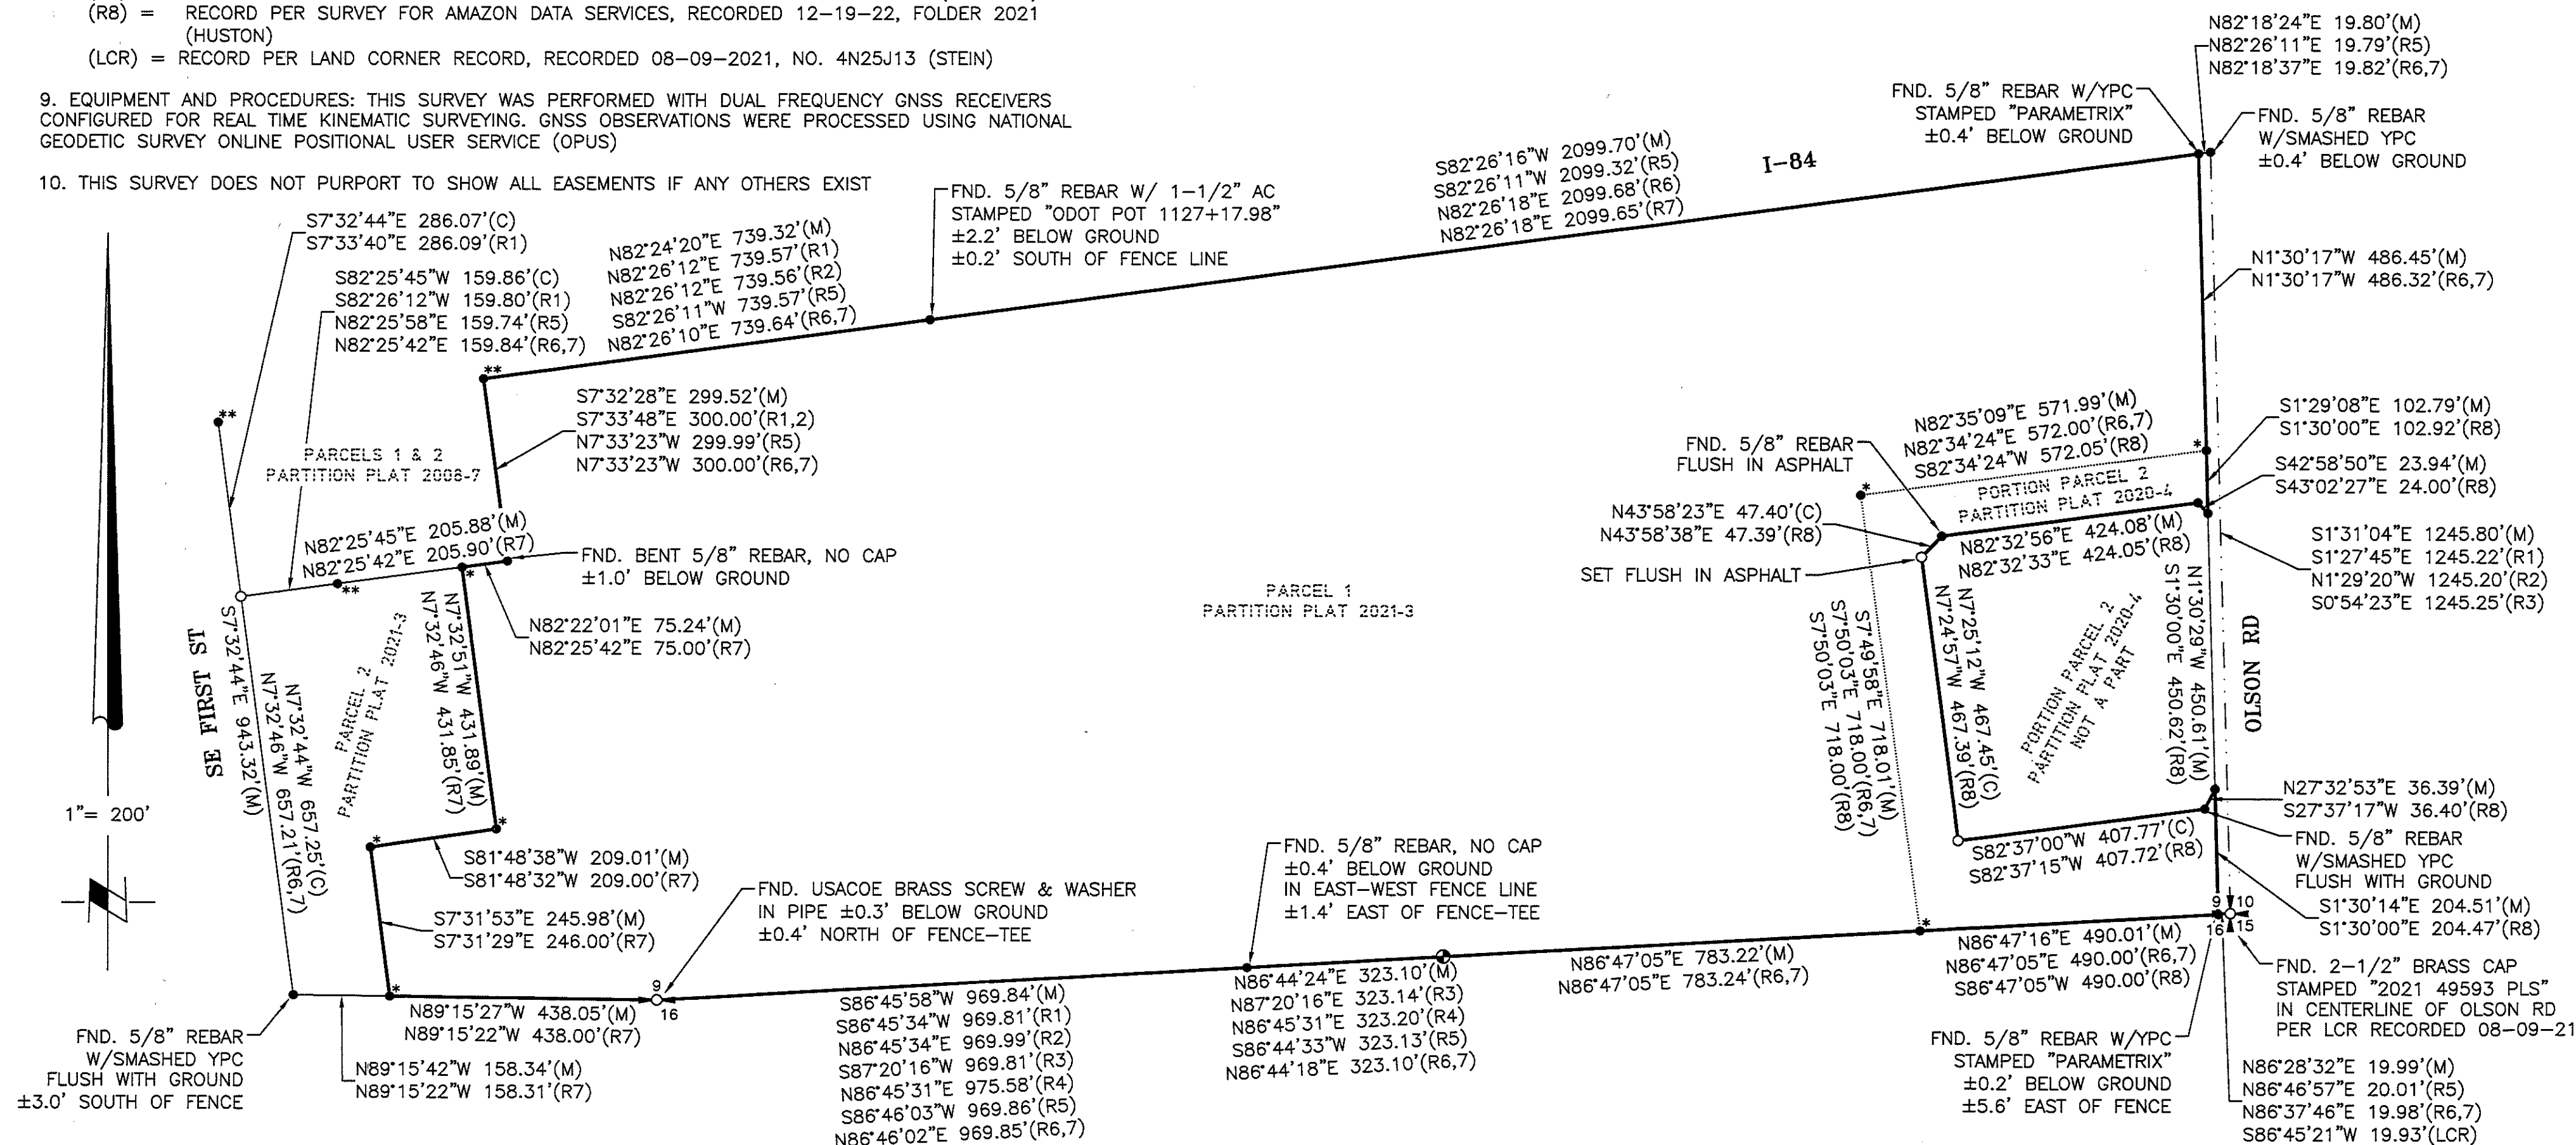 (R8) = RECORD PER SURVEY FOR AMAZON DATA SERVICES, RECORDED 12-19-22, FOLDER 2021
(HUSTON)
(LCR) = RECORD PER LAND CORNER RECORD, RECORDED 08-09-2021, NO. 4N25J13 (STEIN)
9. EQUIPMENT AND PROCEDURES: THIS SURVEY WAS PERFORMED WITH DUAL FREQUENCY GNSS RECEIVERS
CONFIGURED FOR REAL TIME KINEMATIC SURVEYING. GNSS OBSERVATIONS WERE PROCESSED USING NATIONAL
GEODETIC SURVEY ONLINE POSITIONAL USER SERVICE (OPUS)
10. THIS SURVEY DOES NOT PURPORT TO SHOW ALL EASEMENTS IF ANY OTHERS EXIST
N82°18'24"E 19.80'(M)
N82°26'11"E 19.79'(R5)
N82°18'37"E 19.82'(R6,7)
FND. 5/8" REBAR W/YPC
STAMPED "PARAMETRIX"
±0.4' BELOW GROUND
FND. 5/8" REBAR
W/SMASHED YPC
±0.4' BELOW GROUND
S82°26'16"W 2099.70'(M)
S82°26'11"W 2099.32'(R5)
N82°26'18"E 2099.68'(R6)
N82°26'18"E 2099.65'(R7)
I-84
FND. 5/8" REBAR W/ 1-1/2" AC
STAMPED "ODOT POT 1127+17.98"
±2.2' BELOW GROUND
±0.2' SOUTH OF FENCE LINE
S7°32'44"E 286.07'(C)
S7°33'40"E 286.09'(R1)
S82°25'45"W 159.86'(C)
S82°26'12"W 159.80'(R1)
N82°25'58"E 159.74'(R5)
N82°25'42"E 159.84'(R6,7)
N82°24'20"E 739.32'(M)
N82°26'12"E 739.57'(R1)
N82°26'12"E 739.56'(R2)
S82°26'11"W 739.57'(R5)
N82°26'10"E 739.64'(R6,7)
N1°30'17"W 486.45'(M)
N1°30'17"W 486.32'(R6,7)
**
S7°32'28"E 299.52'(M)
S7°33'48"E 300.00'(R1,2)
N7°33'23"W 299.99'(R5)
N7°33'23"W 300.00'(R6,7)
**
PARCELS 1 & 2
PARTITION PLAT 2008-7
N82°25'45"E 205.88'(M)
N82°25'42"E 205.90'(R7)
**
*
FND. BENT 5/8" REBAR, NO CAP
±1.0' BELOW GROUND
N82°22'01"E 75.24'(M)
N82°25'42"E 75.00'(R7)
N82°35'09"E 571.99'(M)
N82°34'24"E 572.00'(R6,7)
S82°34'24"W 572.05'(R8)
*
*
S1°29'08"E 102.79'(M)
S1°30'00"E 102.92'(R8)
S42°58'50"E 23.94'(M)
S43°02'27"E 24.00'(R8)
FND. 5/8" REBAR
FLUSH IN ASPHALT
PORTION PARCEL 2
PARTITION PLAT 2020-4
N43°58'23"E 47.40'(C)
N43°58'38"E 47.39'(R8)
SET FLUSH IN ASPHALT
N82°32'56"E 424.08'(M)
N82°32'33"E 424.05'(R8)
S1°31'04"E 1245.80'(M)
S1°27'45"E 1245.22'(R1)
N1°29'20"W 1245.20'(R2)
S0°54'23"E 1245.25'(R3)
PARCEL 1
PARTITION PLAT 2021-3
SE FIRST ST
S7°32'44"E 943.32'(M)
N7°32'44"W 657.25'(C)
N7°32'46"W 657.21'(R6,7)
PARCEL 2
PARTITION PLAT 2021-3
N7°32'51"W 431.89'(M)
N7°32'46"W 431.85'(R7)
S7°49'58"E 718.01'(M)
S7°50'03"E 718.00'(R6,7)
S7°50'03"E 718.00'(R8)
N7°25'12"W 467.45'(C)
N7°24'57"W 467.39'(R8)
PORTION PARCEL 2
PARTITION PLAT 2020-4
NOT A PART
N1°30'29"W 450.61'(M)
S1°30'00"E 450.62'(R8)
OLSON RD
1"= 200'
*
*
S81°48'38"W 209.01'(M)
S81°48'32"W 209.00'(R7)
S7°31'53"E 245.98'(M)
S7°31'29"E 246.00'(R7)
FND. USACOE BRASS SCREW & WASHER
IN PIPE ±0.3' BELOW GROUND
±0.4' NORTH OF FENCE-TEE
FND. 5/8" REBAR, NO CAP
±0.4' BELOW GROUND
IN EAST-WEST FENCE LINE
±1.4' EAST OF FENCE-TEE
S82°37'00"W 407.77'(C)
S82°37'15"W 407.72'(R8)
N27°32'53"E 36.39'(M)
S27°37'17"W 36.40'(R8)
FND. 5/8" REBAR
W/SMASHED YPC
FLUSH WITH GROUND
S1°30'14"E 204.51'(M)
S1°30'00"E 204.47'(R8)
9 10
16 15
*
*
9
16
N89°15'27"W 438.05'(M)
N89°15'22"W 438.00'(R7)
FND. 5/8" REBAR
W/SMASHED YPC
FLUSH WITH GROUND
±3.0' SOUTH OF FENCE
N89°15'42"W 158.34'(M)
N89°15'22"W 158.31'(R7)
S86°45'58"W 969.84'(M)
S86°45'34"W 969.81'(R1)
N86°45'34"E 969.99'(R2)
S87°20'16"W 969.81'(R3)
N86°45'31"E 975.58'(R4)
S86°46'03"W 969.86'(R5)
N86°46'02"E 969.85'(R6,7)
N86°44'24"E 323.10'(M)
N87°20'16"E 323.14'(R3)
N86°45'31"E 323.20'(R4)
S86°44'33"W 323.13'(R5)
N86°44'18"E 323.10'(R6,7)
N86°47'05"E 783.22'(M)
N86°47'05"E 783.24'(R6,7)
N86°47'16"E 490.01'(M)
N86°47'05"E 490.00'(R6,7)
S86°47'05"W 490.00'(R8)
FND. 2-1/2" BRASS CAP
STAMPED "2021 49593 PLS"
IN CENTERLINE OF OLSON RD
PER LCR RECORDED 08-09-21
FND. 5/8" REBAR W/YPC
STAMPED "PARAMETRIX"
±0.2' BELOW GROUND
±5.6' EAST OF FENCE
N86°28'32"E 19.99'(M)
N86°46'57"E 20.01'(R5)
N86°37'46"E 19.98'(R6,7)
S86°45'21"W 19.93'(LCR)